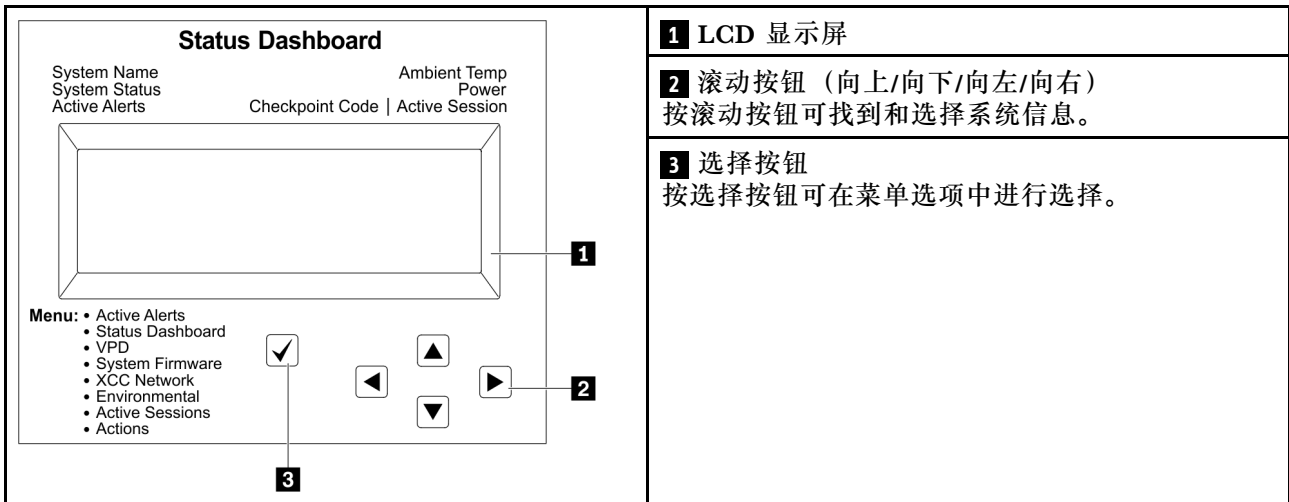 Status Dashboard
System Name
System Status
Active Alerts
Ambient Temp
Power
Checkpoint Code | Active Session
1
Menu: • Active Alerts
• Status Dashboard
• VPD
• System Firmware
• XCC Network
• Environmental
• Active Sessions
• Actions
2
3
1 LCD 显示屏
2 滚动按钮（向上/向下/向左/向右）
按滚动按钮可找到和选择系统信息。
3 选择按钮
按选择按钮可在菜单选项中进行选择。